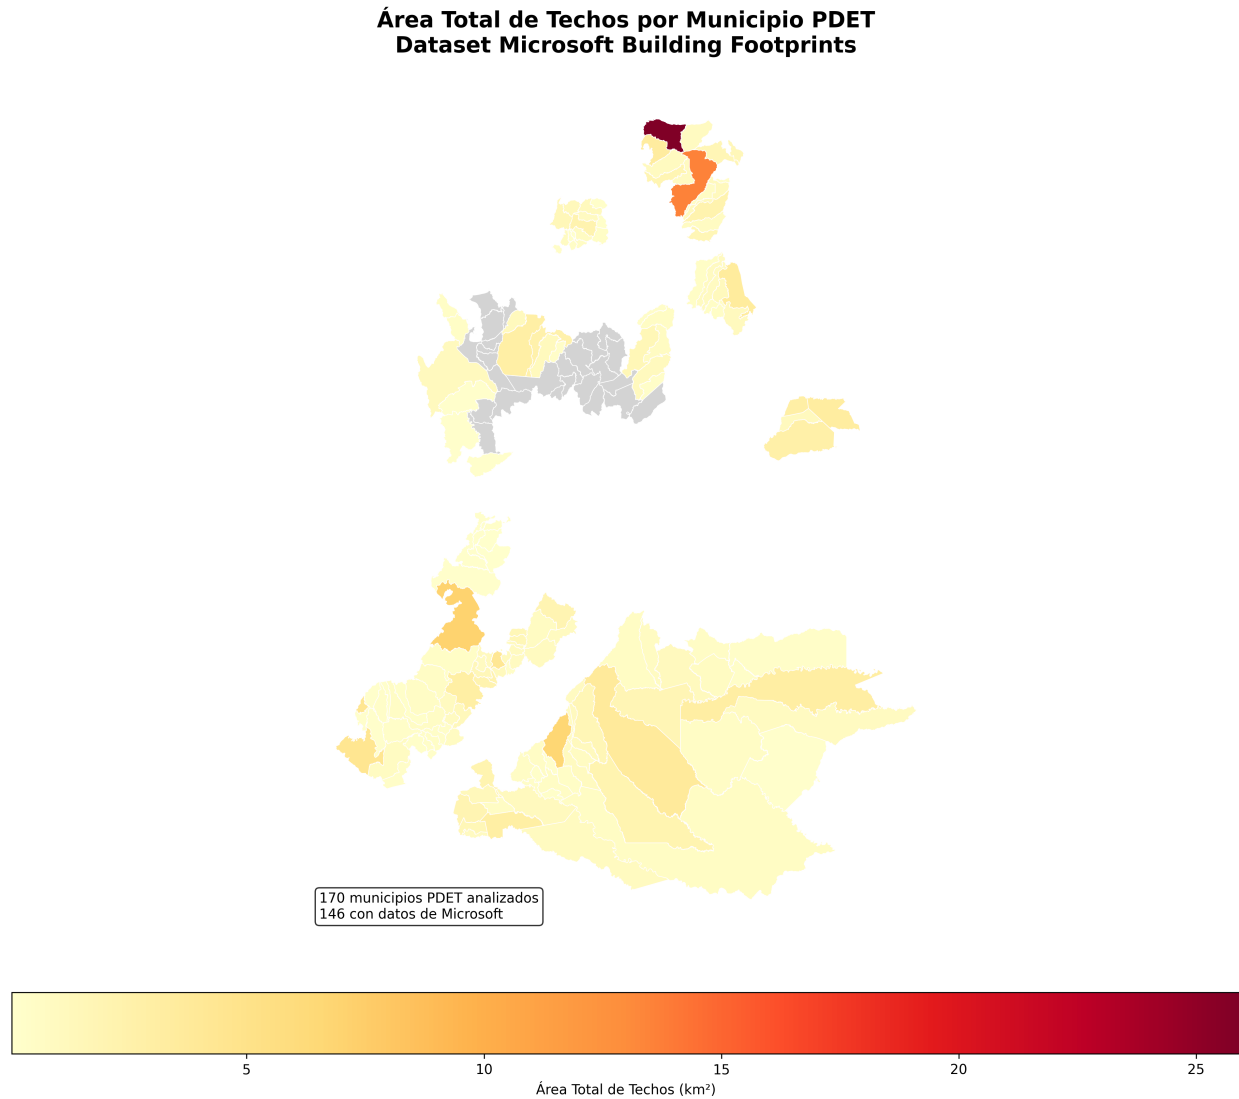 Área Total de Techos por Municipio PDET
Dataset Microsoft Building Footprints
170 municipios PDET analizados
146 con datos de Microsoft
5 10 15 20 25
Área Total de Techos (km²)